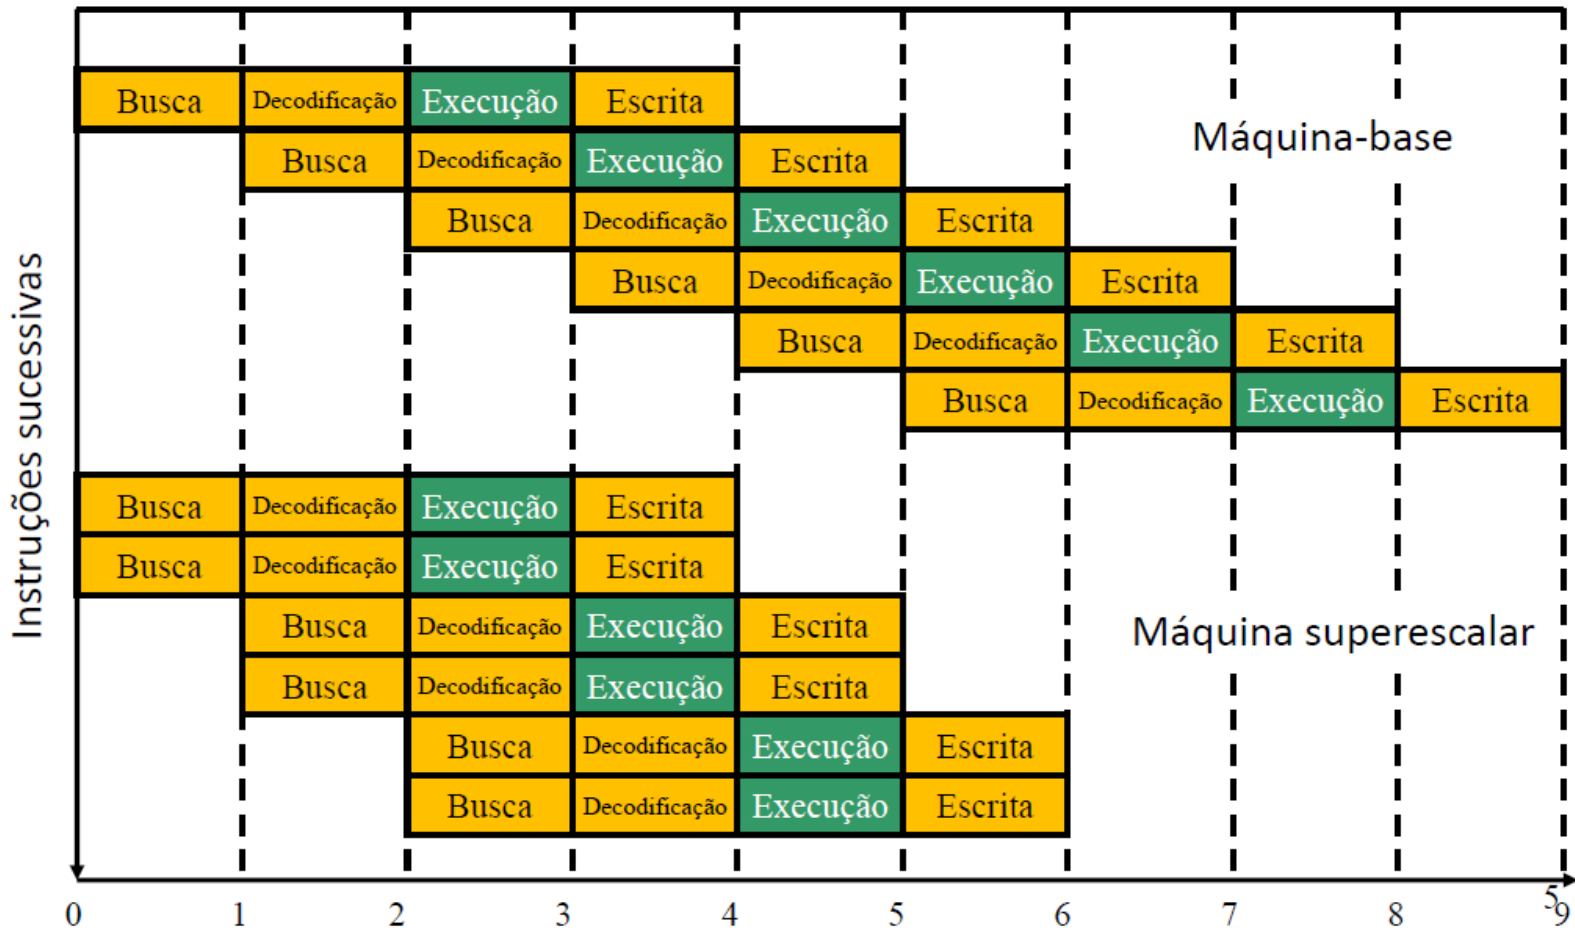 Busca Decodificação Execução Escrita
Máquina-base
Busca Decodificação Execução Escrita
Busca Decodificação Execução Escrita
Busca Decodificação Execução Escrita
Busca Decodificação Execução Escrita
Busca Decodificação Execução Escrita
Instruções sucessivas
Busca Decodificação Execução Escrita
Busca Decodificação Execução Escrita
Busca Decodificação Execução Escrita
Máquina superescalar
Busca Decodificação Execução Escrita
Busca Decodificação Execução Escrita
Busca Decodificação Execução Escrita
5
0 1 2 3 4 5 6 7 8 9